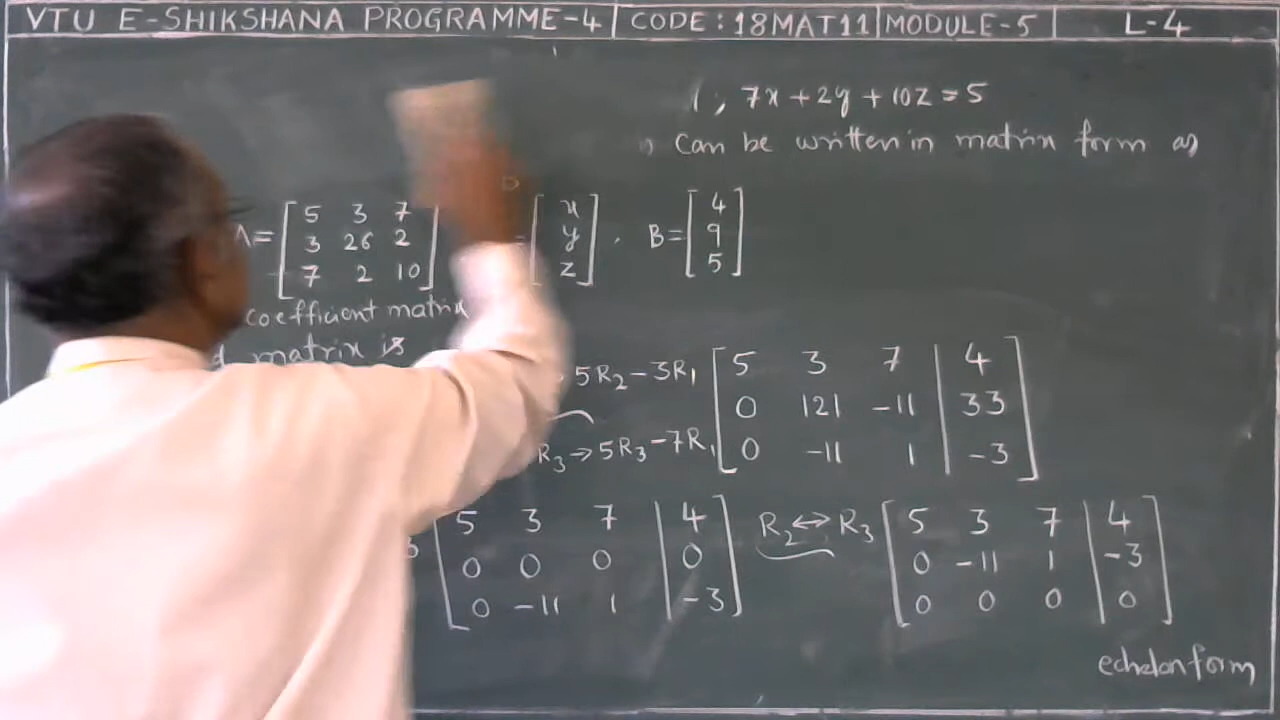 VTU E-SHIKSHANA PROGRAMME-4 | CODE : 18MAT11 | MODULE-5 | L-4
; 7x + 2y + 10z = 5
can be written in matrix form as
A = [5 3 7
3 26 2
7 2 10]
= [x
y
z] , B = [4
9
5]
coefficient matrix
matrix is
5R₂ - 3R₁
R₃ → 5R₃ - 7R₁
[5 3 7 | 4
0 121 -11 | 33
0 -11 1 | -3]
[5 3 7 | 4
0 0 0 | 0
0 -11 1 | -3]
R₂ ↔ R₃
[5 3 7 | 4
0 -11 1 | -3
0 0 0 | 0]
echelon form